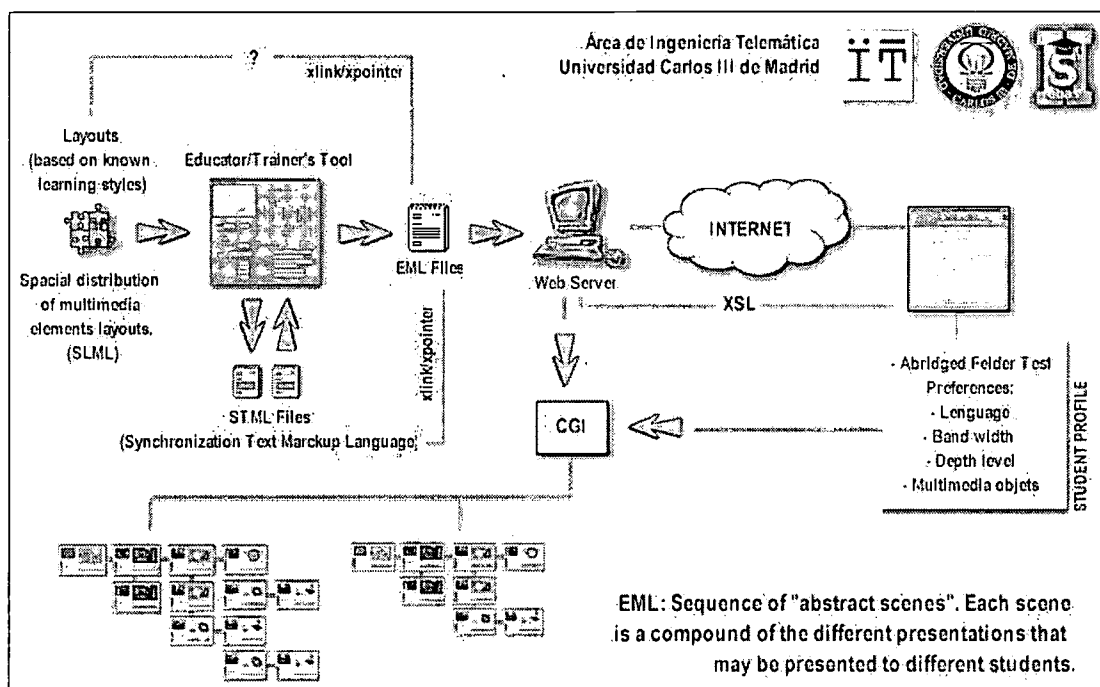 Área de Ingeniería Telemática
Universidad Carlos III de Madrid
?
xlink/xpointer
Layouts
(based on known
learning styles)
Educator/Trainer's Tool
Spacial distribution
of multimedia
elements layouts.
(SLML)
EML Files
Web Server
INTERNET
XSL
xlink/xpointer
STML Files
(Synchronization Text Marckup Language)
CGI
- Abridged Felder Test
Preferences:
- Lenguage
- Band width
- Depth level
- Multimedia objets
STUDENT PROFILE
EML: Sequence of "abstract scenes". Each scene
is a compound of the different presentations that
may be presented to different students.